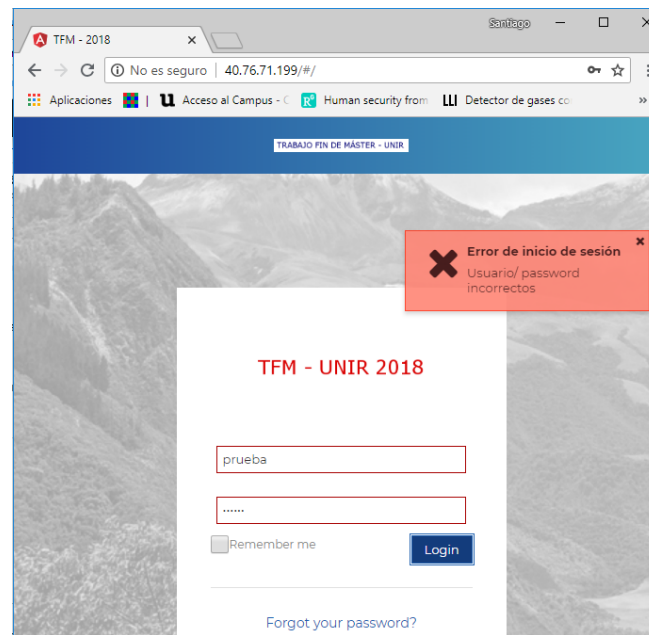 Santiago
TFM - 2018
No es seguro | 40.76.71.199/#/
Aplicaciones | Acceso al Campus - C Human security from Detector de gases co »
TRABAJO FIN DE MÁSTER - UNIR
Error de inicio de sesión
Usuario/ password
incorrectos
TFM - UNIR 2018
prueba
······
Remember me
Login
Forgot your password?